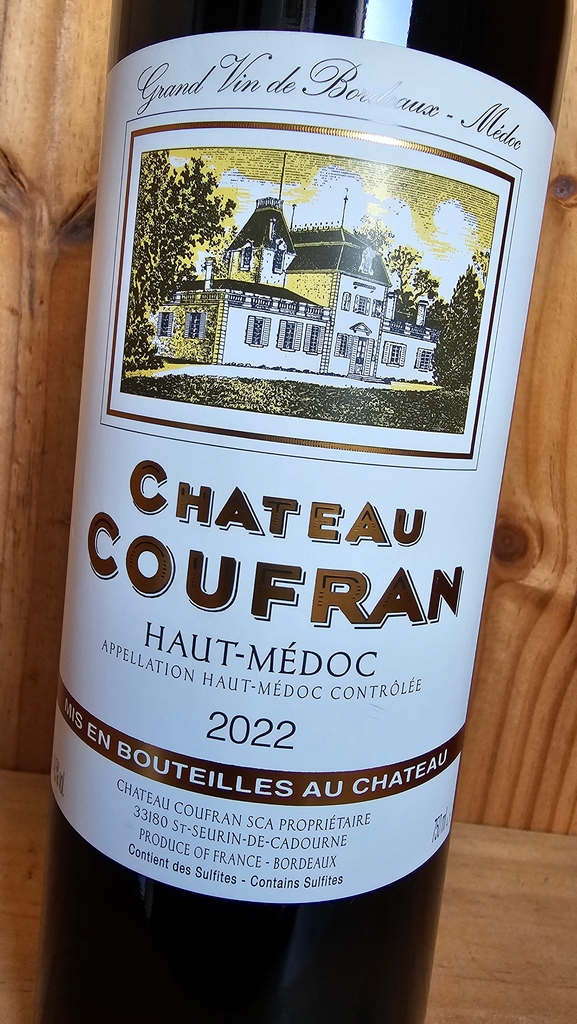 Grand Vin de Bordeaux - Médoc
CHATEAU
COUFRAN
HAUT-MÉDOC
APPELLATION HAUT-MÉDOC CONTRÔLÉE
2022
MIS EN BOUTEILLES AU CHATEAU
CHATEAU COUFRAN SCA PROPRIÉTAIRE
33180 ST-SEURIN-DE-CADOURNE
PRODUCE OF FRANCE - BORDEAUX
Contient des Sulfites - Contains Sulfites
750ml